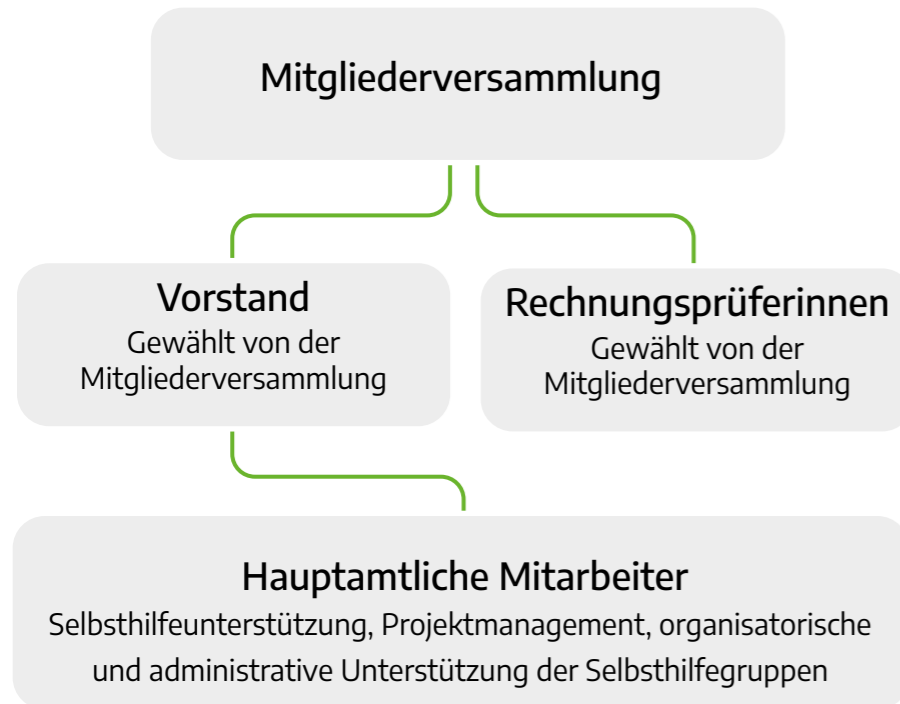 Mitgliederversammlung
Vorstand
Gewählt von der
Mitgliederversammlung
Rechnungsprüferinnen
Gewählt von der
Mitgliederversammlung
Hauptamtliche Mitarbeiter
Selbsthilfeunterstützung, Projektmanagement, organisatorische
und administrative Unterstützung der Selbsthilfegruppen